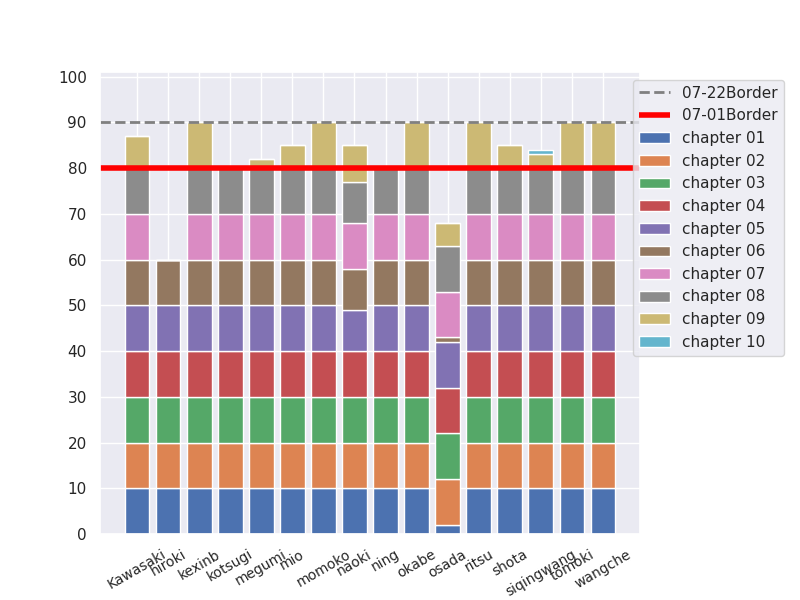 100
90
80
70
60
50
40
30
20
10
0
Kawasaki
hiroki
kexinb
kotsugi
megumi
mio
momoko
naoki
ning
okabe
osada
ritsu
shota
siqingwang
tomoki
wangche
07-22Border
07-01Border
chapter 01
chapter 02
chapter 03
chapter 04
chapter 05
chapter 06
chapter 07
chapter 08
chapter 09
chapter 10